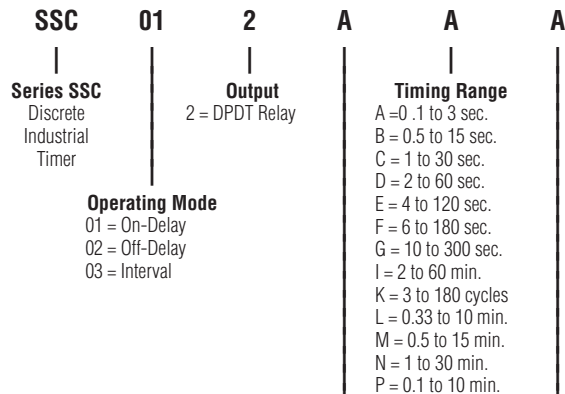 SSC 01 2 A A A
Series SSC
Discrete
Industrial
Timer
Output
2 = DPDT Relay
Operating Mode
01 = On-Delay
02 = Off-Delay
03 = Interval
Timing Range
A =0 .1 to 3 sec.
B = 0.5 to 15 sec.
C = 1 to 30 sec.
D = 2 to 60 sec.
E = 4 to 120 sec.
F = 6 to 180 sec.
G = 10 to 300 sec.
I = 2 to 60 min.
K = 3 to 180 cycles
L = 0.33 to 10 min.
M = 0.5 to 15 min.
N = 1 to 30 min.
P = 0.1 to 10 min.